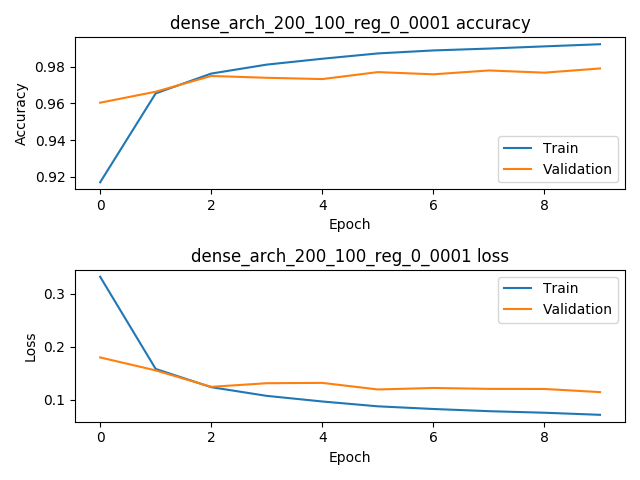 dense_arch_200_100_reg_0_0001 accuracy
0.98
0.96
0.94
0.92
Accuracy
Train
Validation
0 2 4 6 8
Epoch
dense_arch_200_100_reg_0_0001 loss
0.3
0.2
0.1
Loss
Train
Validation
0 2 4 6 8
Epoch